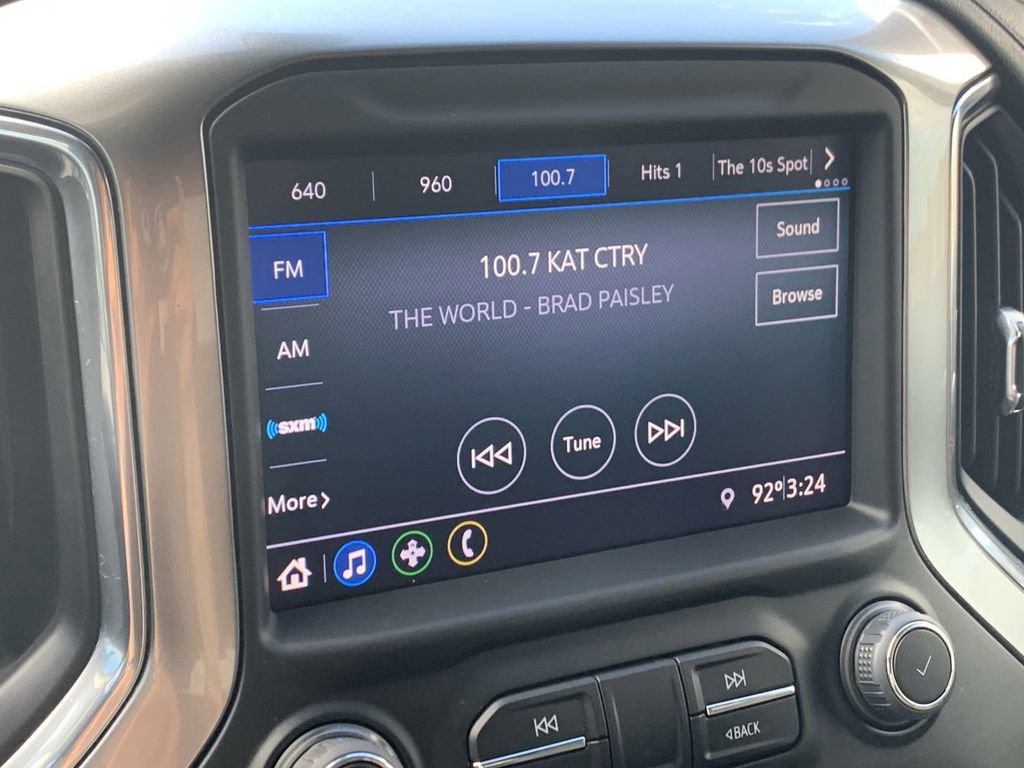 640
960
100.7
Hits 1
The 10s Spot
FM
100.7 KAT CTRY
Sound
THE WORLD - BRAD PAISLEY
Browse
AM
sxm
Tune
More
92° 3:24
BACK